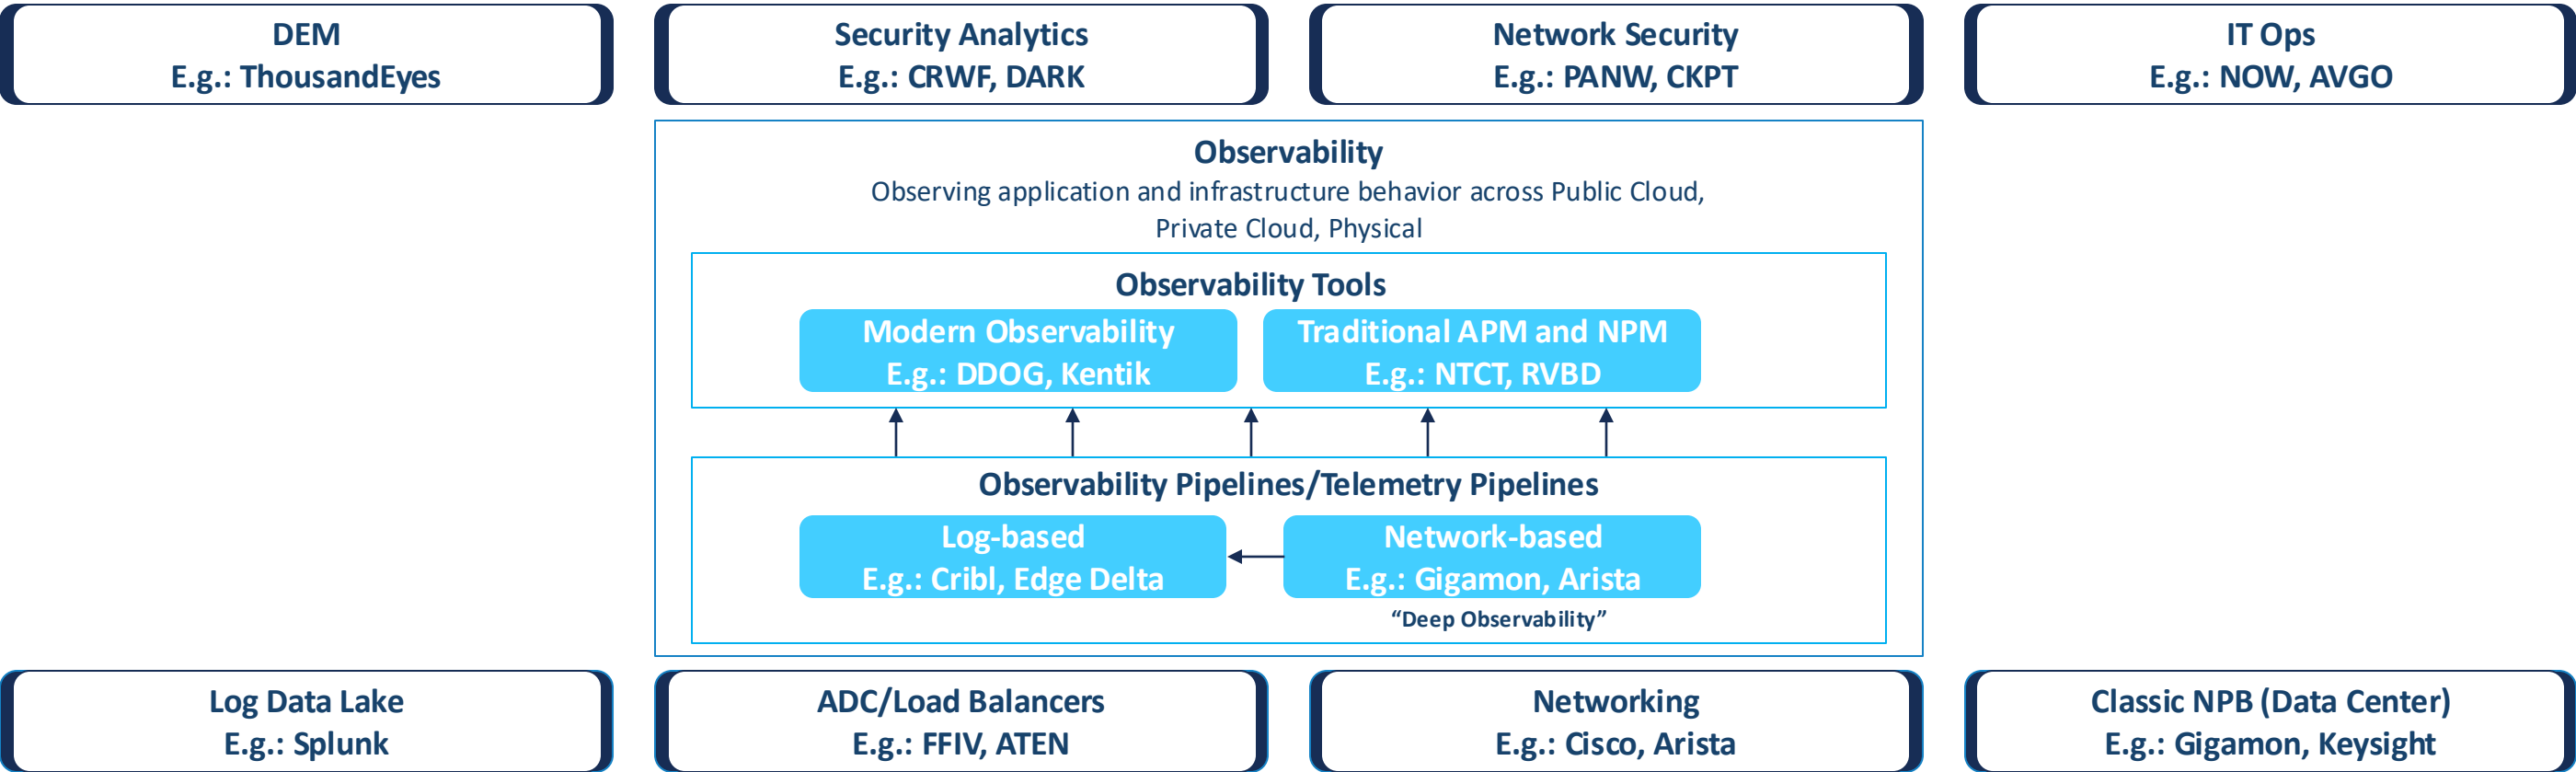 DEM
E.g.: ThousandEyes
Security Analytics
E.g.: CRWF, DARK
Network Security
E.g.: PANW, CKPT
IT Ops
E.g.: NOW, AVGO
Observability
Observing application and infrastructure behavior across Public Cloud,
Private Cloud, Physical
Observability Tools
Modern Observability
E.g.: DDOG, Kentik
Traditional APM and NPM
E.g.: NTCT, RVBD
Observability Pipelines/Telemetry Pipelines
Log-based
E.g.: Cribl, Edge Delta
Network-based
E.g.: Gigamon, Arista
“Deep Observability”
Log Data Lake
E.g.: Splunk
ADC/Load Balancers
E.g.: FFIV, ATEN
Networking
E.g.: Cisco, Arista
Classic NPB (Data Center)
E.g.: Gigamon, Keysight